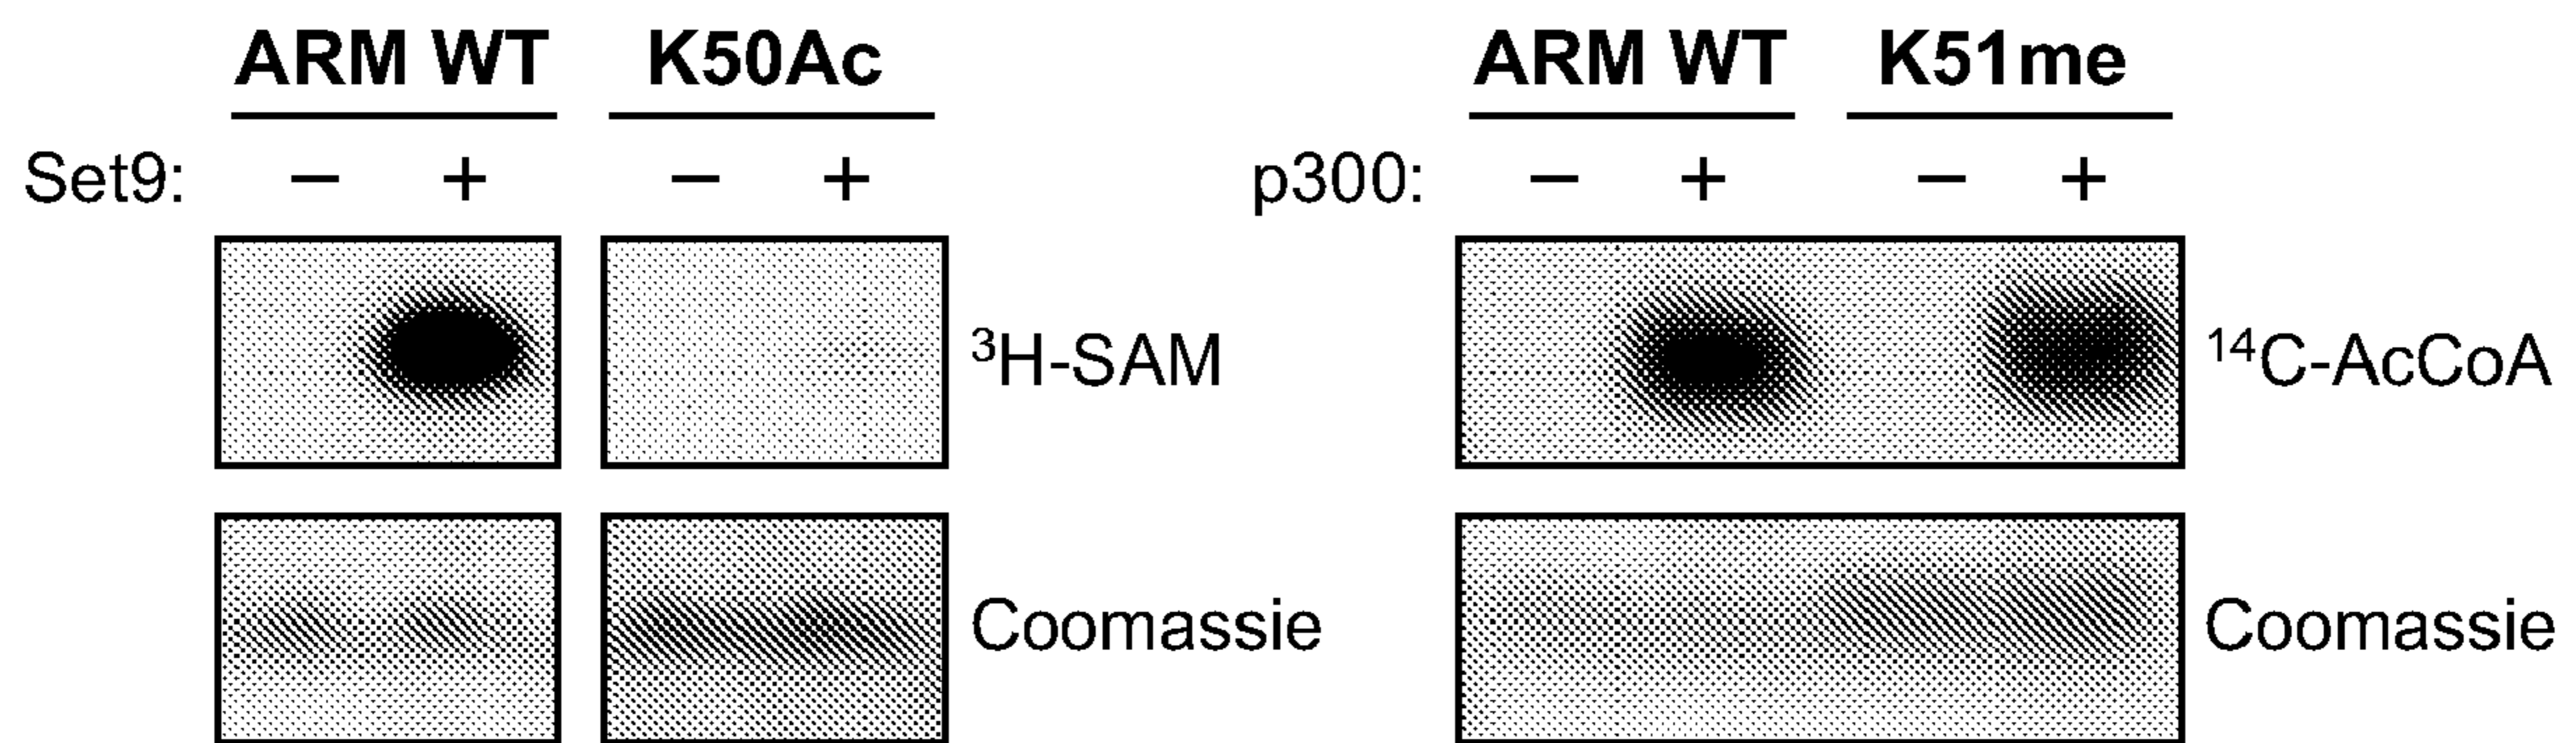 ARM WT K50Ac ARM WT K51me
Set9: − + − + p300: − + − +
³H-SAM ¹⁴C-AcCoA
Coomassie Coomassie